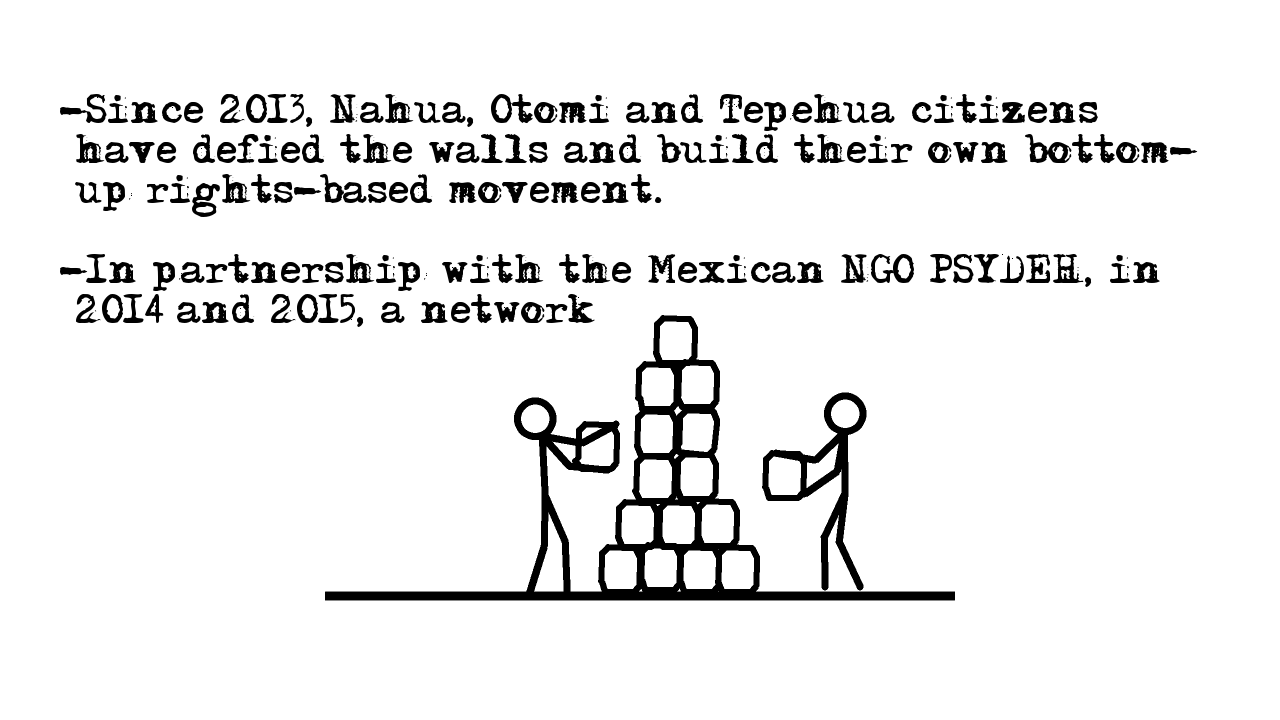 -Since 2013, Nahua, Otomi and Tepehua citizens
have defied the walls and build their own bottom-
up rights-based movement.
-In partnership with the Mexican NGO PSYDEH, in
2014 and 2015, a network